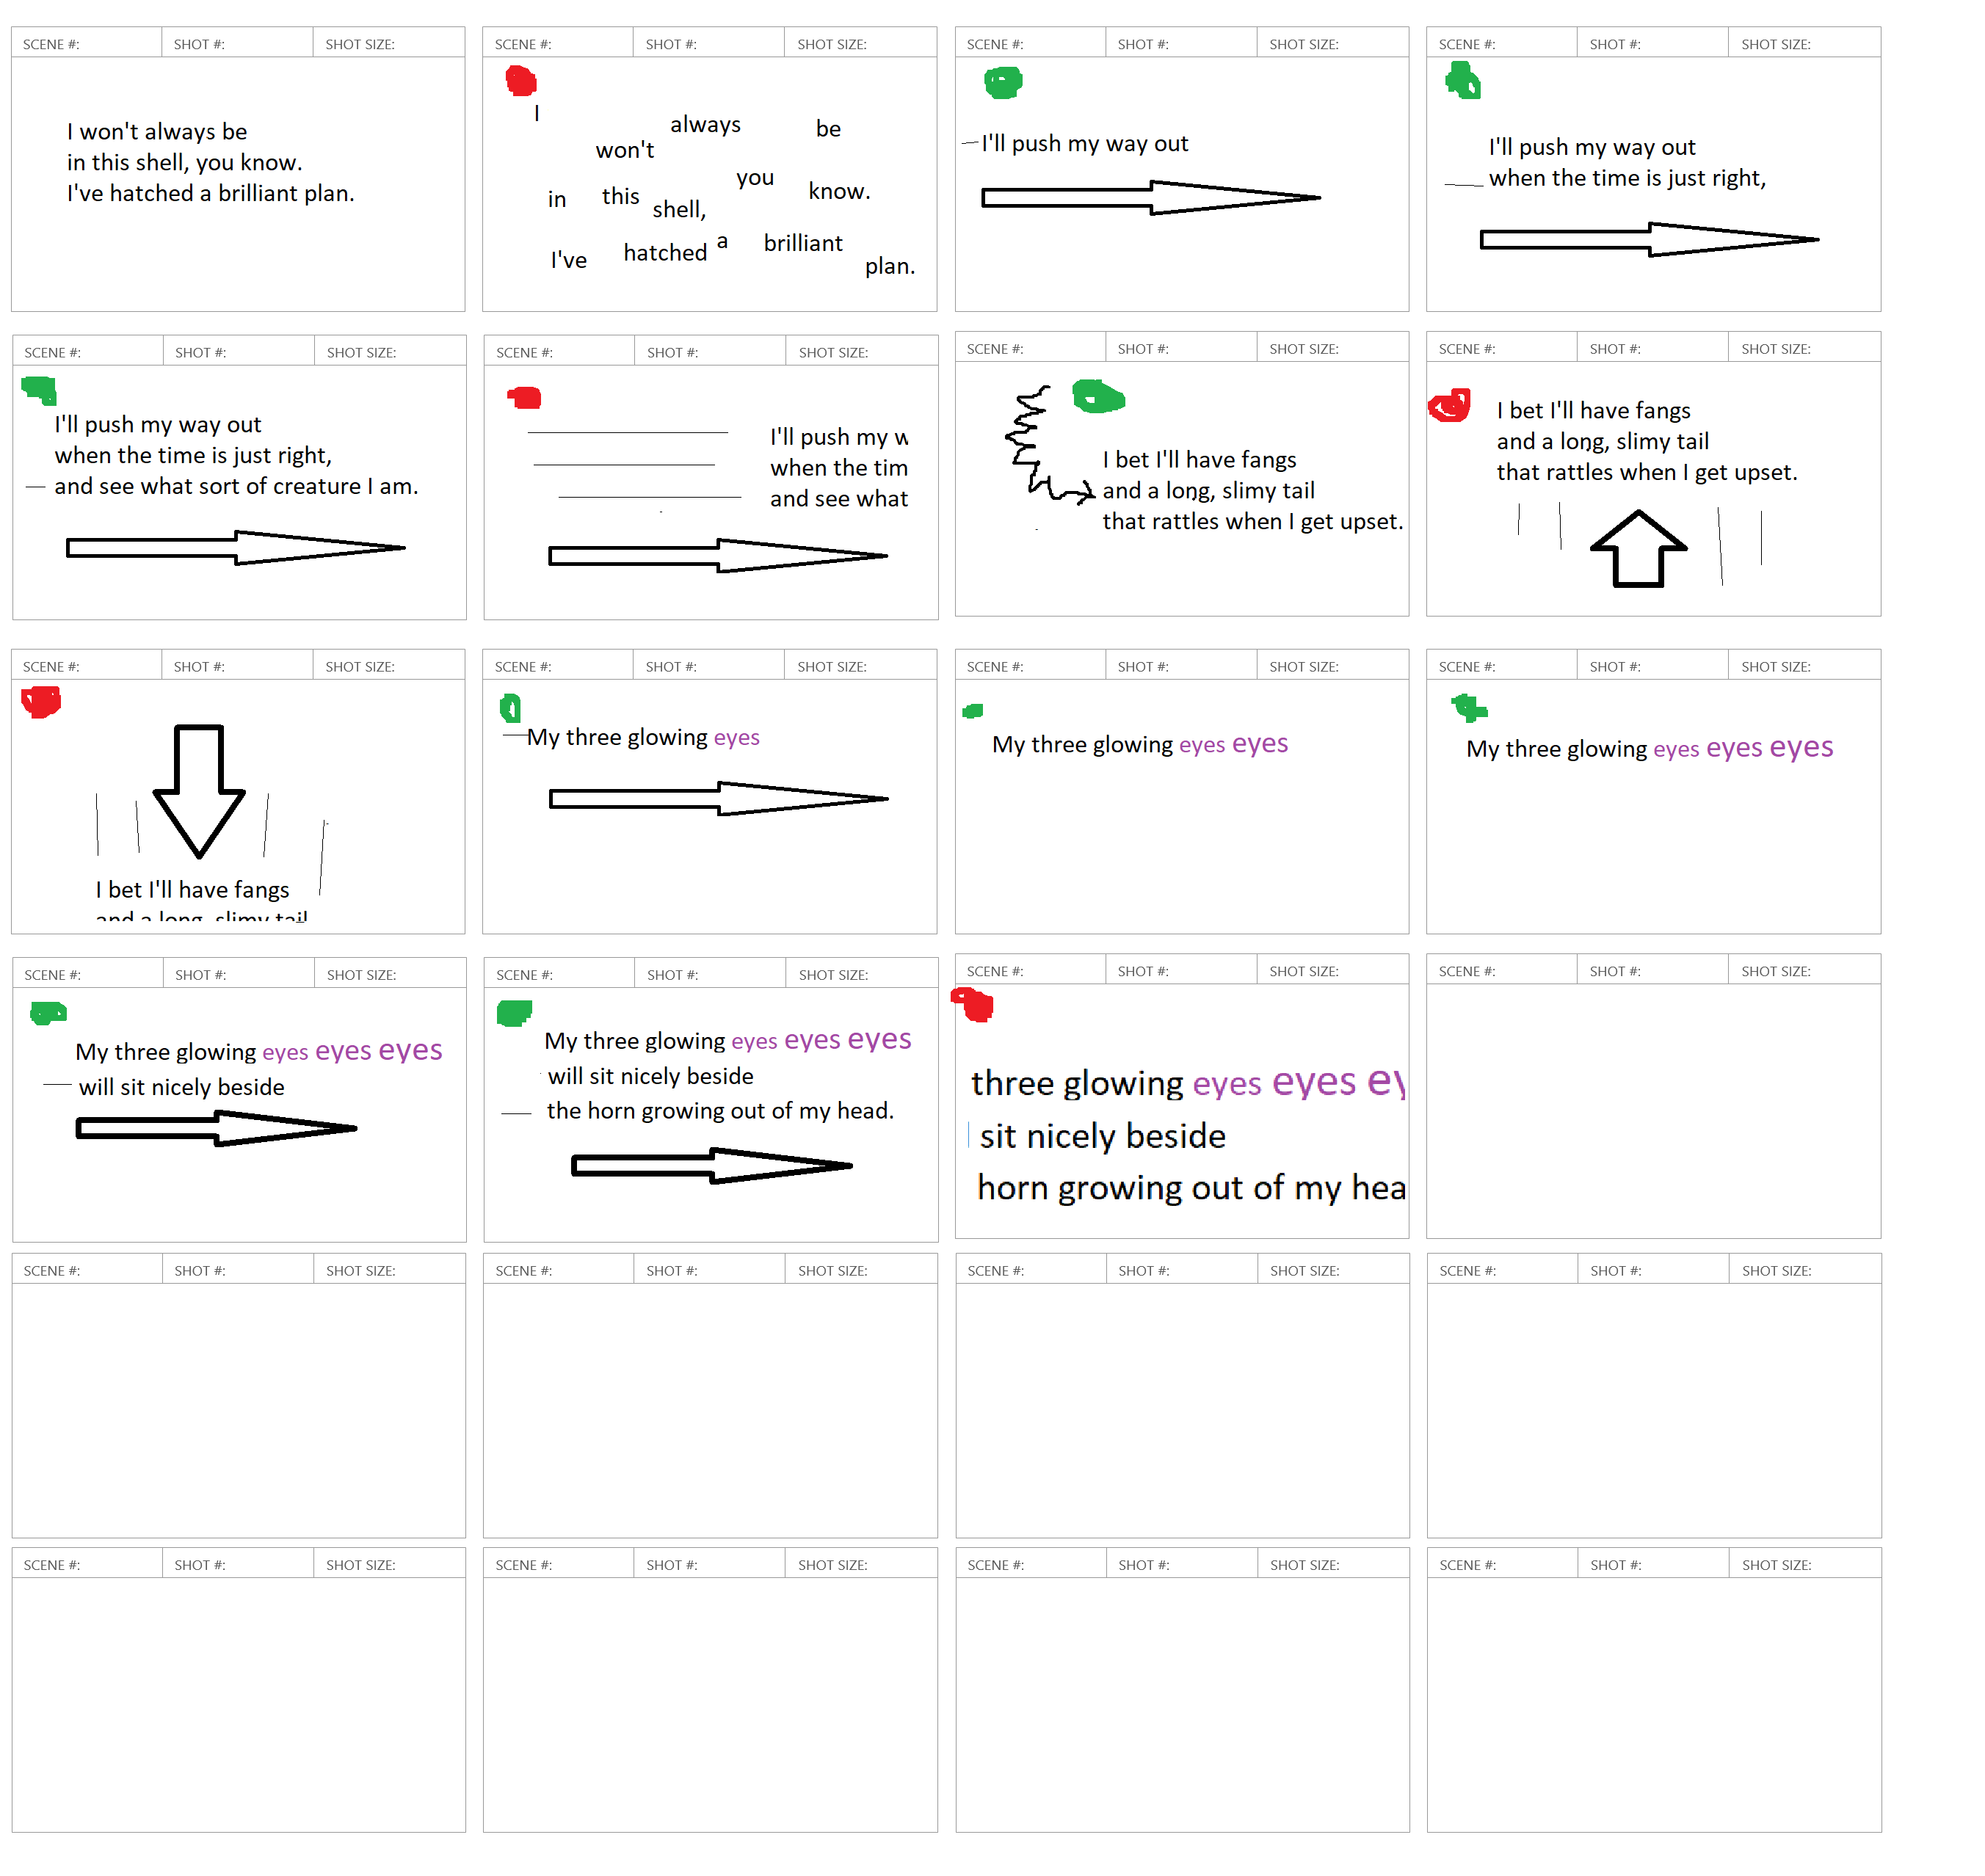 SCENE #: SHOT #: SHOT SIZE:
I won't always be
in this shell, you know.
I've hatched a brilliant plan.
SCENE #: SHOT #: SHOT SIZE:
I won't always be
in this shell, you know.
I've hatched a brilliant plan.
SCENE #: SHOT #: SHOT SIZE:
I'll push my way out
SCENE #: SHOT #: SHOT SIZE:
I'll push my way out
when the time is just right,
SCENE #: SHOT #: SHOT SIZE:
I'll push my way out
when the time is just right,
and see what sort of creature I am.
SCENE #: SHOT #: SHOT SIZE:
I'll push my w
when the tim
and see what
SCENE #: SHOT #: SHOT SIZE:
I bet I'll have fangs
and a long, slimy tail
that rattles when I get upset.
SCENE #: SHOT #: SHOT SIZE:
I bet I'll have fangs
and a long, slimy tail
that rattles when I get upset.
SCENE #: SHOT #: SHOT SIZE:
I bet I'll have fangs
and a long, slimy tail
SCENE #: SHOT #: SHOT SIZE:
My three glowing eyes
SCENE #: SHOT #: SHOT SIZE:
My three glowing eyes eyes
SCENE #: SHOT #: SHOT SIZE:
My three glowing eyes eyes eyes
SCENE #: SHOT #: SHOT SIZE:
My three glowing eyes eyes eyes
will sit nicely beside
SCENE #: SHOT #: SHOT SIZE:
My three glowing eyes eyes eyes
will sit nicely beside
the horn growing out of my head.
SCENE #: SHOT #: SHOT SIZE:
three glowing eyes eyes ey
sit nicely beside
horn growing out of my hea
SCENE #: SHOT #: SHOT SIZE:
SCENE #: SHOT #: SHOT SIZE:
SCENE #: SHOT #: SHOT SIZE:
SCENE #: SHOT #: SHOT SIZE:
SCENE #: SHOT #: SHOT SIZE:
SCENE #: SHOT #: SHOT SIZE:
SCENE #: SHOT #: SHOT SIZE:
SCENE #: SHOT #: SHOT SIZE:
SCENE #: SHOT #: SHOT SIZE: